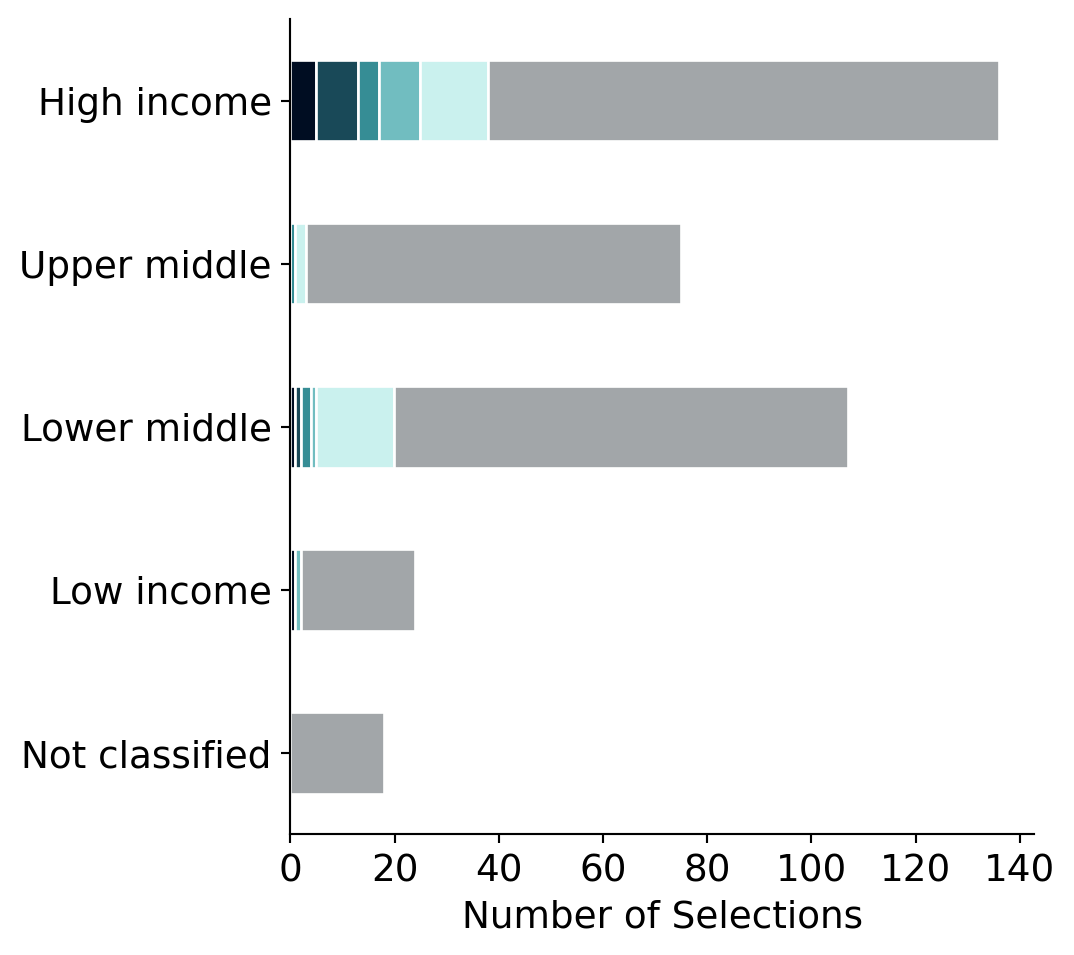 High income
Upper middle
Lower middle
Low income
Not classified
0 20 40 60 80 100 120 140
Number of Selections